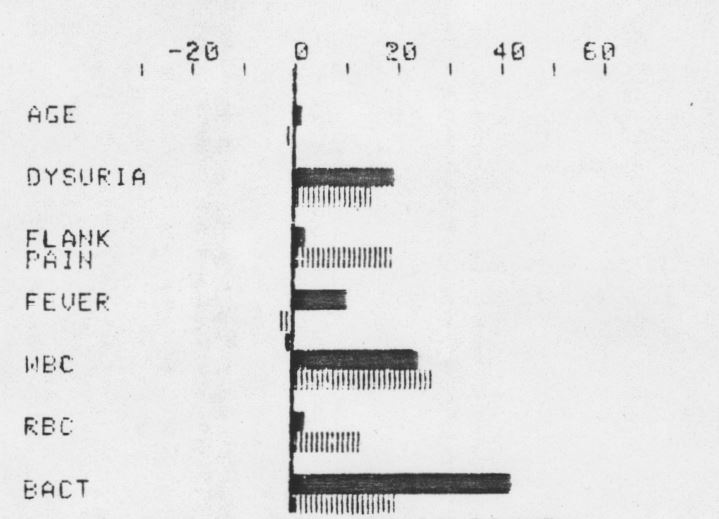 -20 0 20 40 60
AGE
DYSURIA
FLANK
PAIN
FEVER
WBC
RBC
BACT